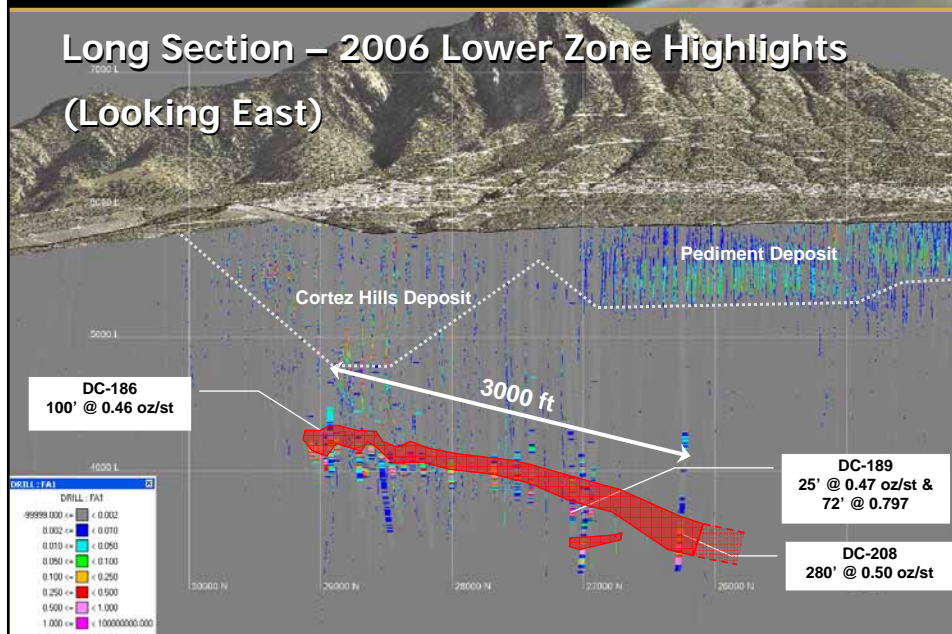 Long Section – 2006 Lower Zone Highlights
(Looking East)
7000 L
6000 L
Pediment Deposit
Cortez Hills Deposit
5000 L
3000 ft
DC-186
100' @ 0.46 oz/st
4000 L
DC-189
25' @ 0.47 oz/st &
72' @ 0.797
DC-208
280' @ 0.50 oz/st
DRILL : FA1
DRILL : FA1
-99999.000 <= < 0.002
0.002 <= < 0.010
0.010 <= < 0.050
0.050 <= < 0.100
0.100 <= < 0.250
0.250 <= < 0.500
0.500 <= < 1.000
1.000 <= < 100000000.000
30000 N
29000 N
28000 N
27000 N
26000 N